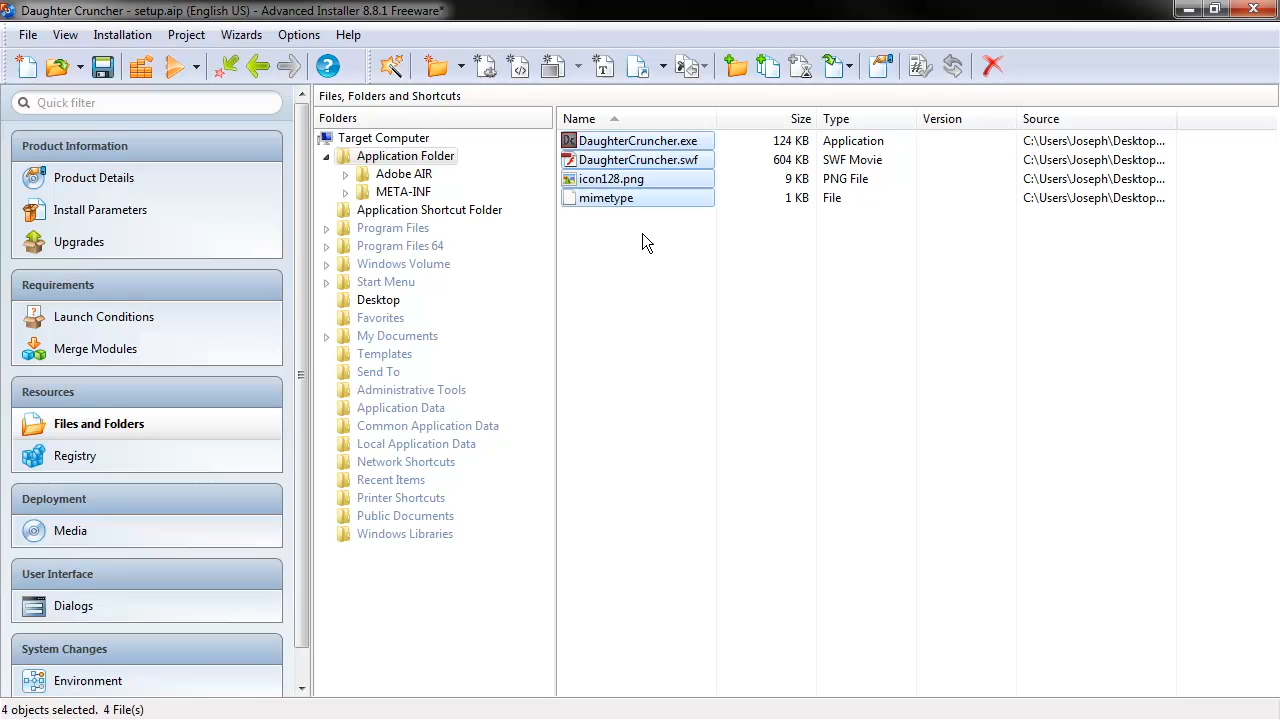 Daughter Cruncher - setup.aip (English US) - Advanced Installer 8.8.1 Freeware*
File View Installation Project Wizards Options Help
Quick filter
Product Information
Product Details
Install Parameters
Upgrades
Requirements
Launch Conditions
Merge Modules
Resources
Files and Folders
Registry
Deployment
Media
User Interface
Dialogs
System Changes
Environment
Files, Folders and Shortcuts
Folders
Target Computer
Application Folder
Adobe AIR
META-INF
Application Shortcut Folder
Program Files
Program Files 64
Windows Volume
Start Menu
Desktop
Favorites
My Documents
Templates
Send To
Administrative Tools
Application Data
Common Application Data
Local Application Data
Network Shortcuts
Recent Items
Printer Shortcuts
Public Documents
Windows Libraries
Name Size Type Version Source
DaughterCruncher.exe 124 KB Application C:\Users\Joseph\Desktop...
DaughterCruncher.swf 604 KB SWF Movie C:\Users\Joseph\Desktop...
icon128.png 9 KB PNG File C:\Users\Joseph\Desktop...
mimetype 1 KB File C:\Users\Joseph\Desktop...
4 objects selected. 4 File(s)